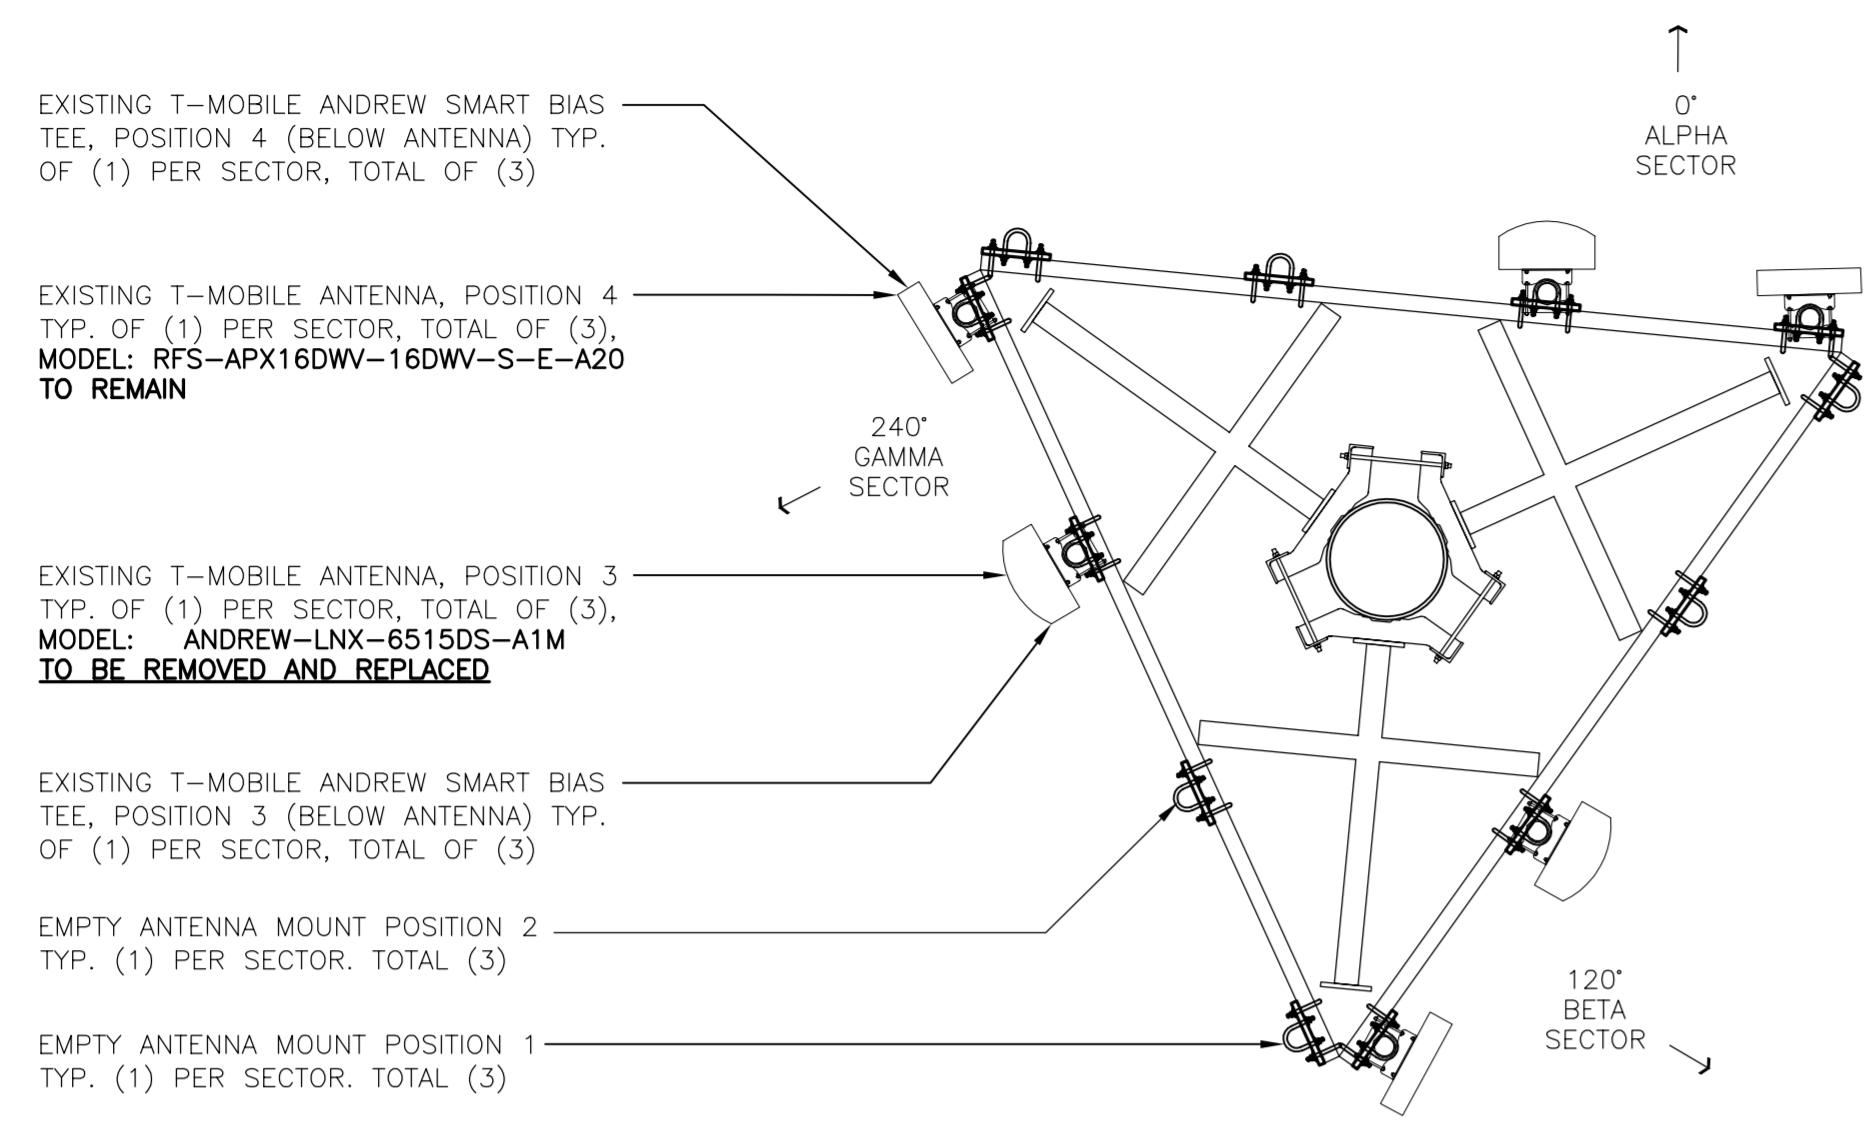 EXISTING T-MOBILE ANDREW SMART BIAS
TEE, POSITION 4 (BELOW ANTENNA) TYP.
OF (1) PER SECTOR, TOTAL OF (3)
EXISTING T-MOBILE ANTENNA, POSITION 4
TYP. OF (1) PER SECTOR, TOTAL OF (3),
MODEL: RFS-APX16DWV-16DWV-S-E-A20
TO REMAIN
EXISTING T-MOBILE ANTENNA, POSITION 3
TYP. OF (1) PER SECTOR, TOTAL OF (3),
MODEL: ANDREW-LNX-6515DS-A1M
TO BE REMOVED AND REPLACED
EXISTING T-MOBILE ANDREW SMART BIAS
TEE, POSITION 3 (BELOW ANTENNA) TYP.
OF (1) PER SECTOR, TOTAL OF (3)
EMPTY ANTENNA MOUNT POSITION 2
TYP. (1) PER SECTOR. TOTAL (3)
EMPTY ANTENNA MOUNT POSITION 1
TYP. (1) PER SECTOR. TOTAL (3)
0°
ALPHA
SECTOR
240°
GAMMA
SECTOR
120°
BETA
SECTOR